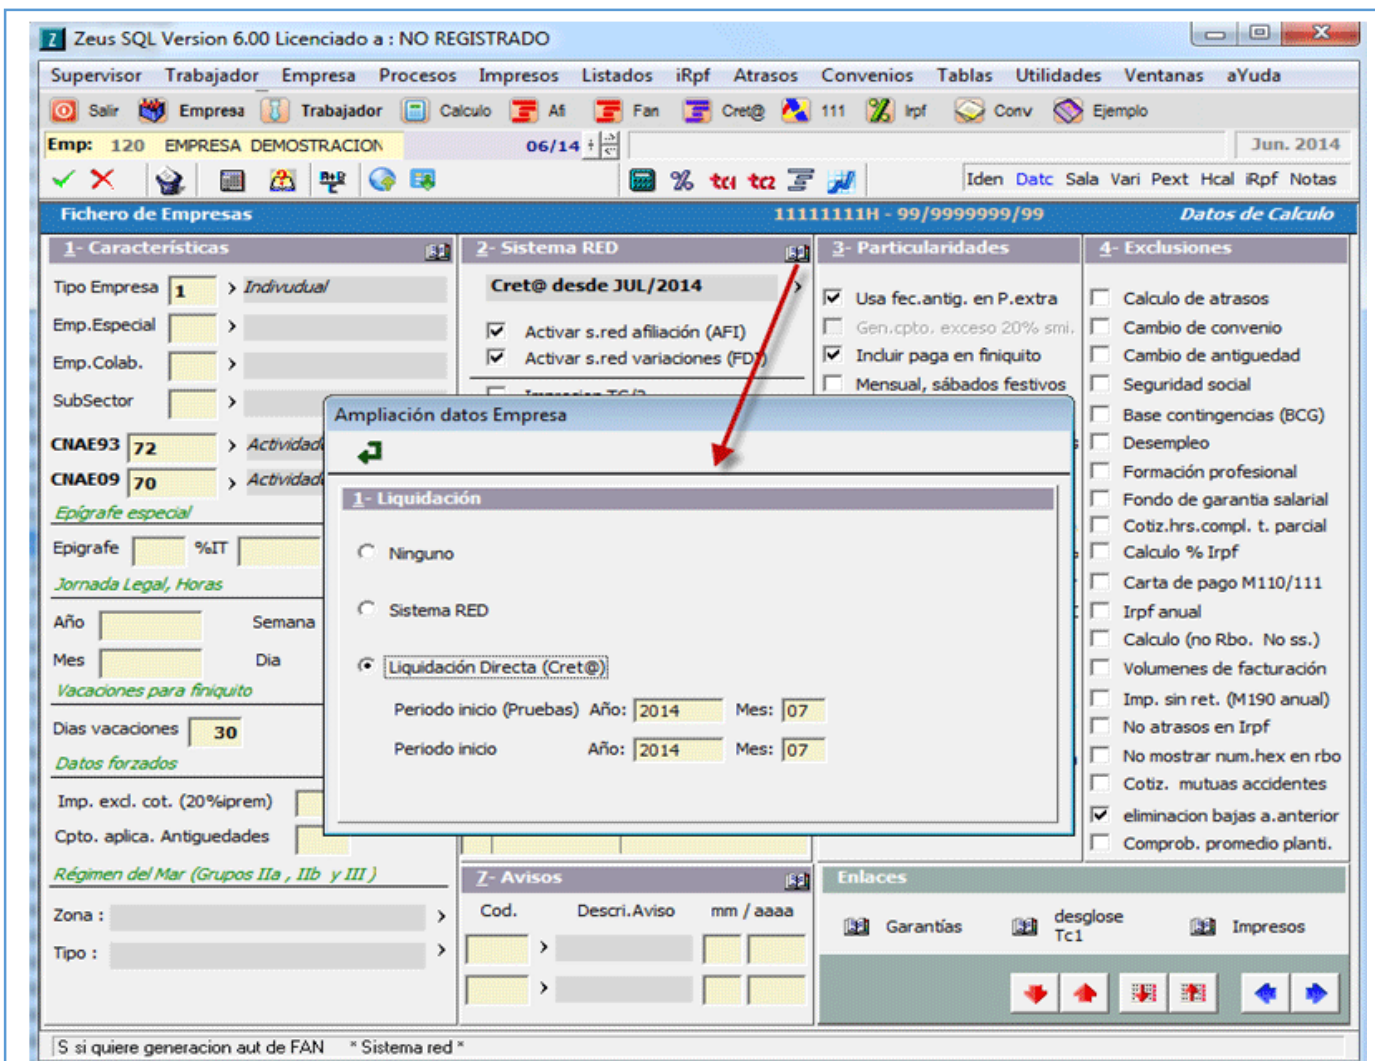 Zeus SQL Version 6.00 Licenciado a : NO REGISTRADO
Supervisor Trabajador Empresa Procesos Impresos Listados iRpf Atrasos Convenios Tablas Utilidades Ventanas aYuda
Salir Empresa Trabajador Calculo Afi Fan Cret@ 111 Irpf Conv Ejemplo
Emp: 120 EMPRESA DEMOSTRACION 06/14 Jun. 2014
% tc1 tc2 Iden Datc Sala Vari Pext Hcal iRpf Notas
Fichero de Empresas 11111111H - 99/9999999/99 Datos de Calculo
1- Características
Tipo Empresa 1 > Indivudual
Emp.Especial >
Emp.Colab. >
SubSector >
CNAE93 72 > Actividad
CNAE09 70 > Actividad
Epígrafe especial
Epigrafe %IT
Jornada Legal, Horas
Año Semana
Mes Dia
Vacaciones para finiquito
Dias vacaciones 30
Datos forzados
Imp. excl. cot. (20%iprem)
Cpto. aplica. Antiguedades
Régimen del Mar (Grupos IIa , IIb y III )
Zona : >
Tipo : >
2- Sistema RED
Cret@ desde JUL/2014 >
Activar s.red afiliación (AFI)
Activar s.red variaciones (FDI)
3- Particularidades
Usa fec.antig. en P.extra
Gen.cpto. exceso 20% smi.
Incluir paga en finiquito
Mensual, sábados festivos
4- Exclusiones
Calculo de atrasos
Cambio de convenio
Cambio de antiguedad
Seguridad social
Base contingencias (BCG)
Desempleo
Formación profesional
Fondo de garantia salarial
Cotiz.hrs.compl. t. parcial
Calculo % Irpf
Carta de pago M110/111
Irpf anual
Calculo (no Rbo. No ss.)
Volumenes de facturación
Imp. sin ret. (M190 anual)
No atrasos en Irpf
No mostrar num.hex en rbo
Cotiz. mutuas accidentes
eliminacion bajas a.anterior
Comprob. promedio planti.
Ampliación datos Empresa
1- Liquidación
Ninguno
Sistema RED
Liquidación Directa (Cret@)
Periodo inicio (Pruebas) Año: 2014 Mes: 07
Periodo inicio Año: 2014 Mes: 07
7- Avisos
Cod. Descri.Aviso mm / aaaa
>
>
Enlaces
Garantías desglose Tc1 Impresos
S si quiere generacion aut de FAN * Sistema red *